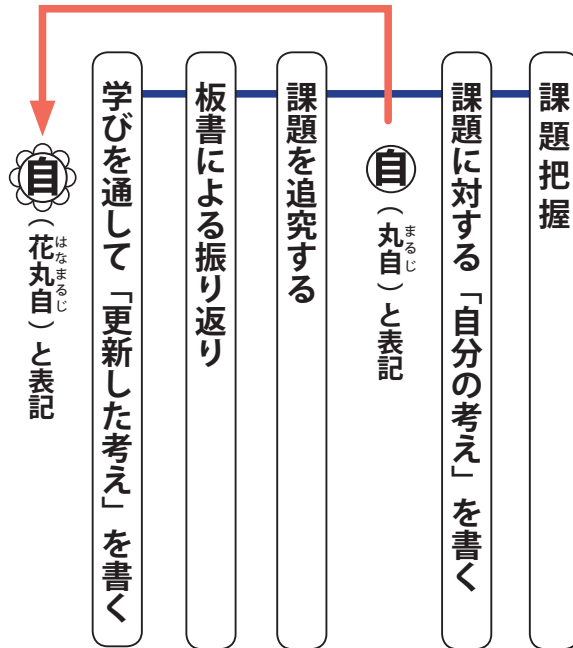 課題把握
課題に対する「自分の考え」を書く
自（丸自）と表記
まるじ
課題を追究する
板書による振り返り
学びを通して「更新した考え」を書く
自（花丸自）と表記
はなまるじ